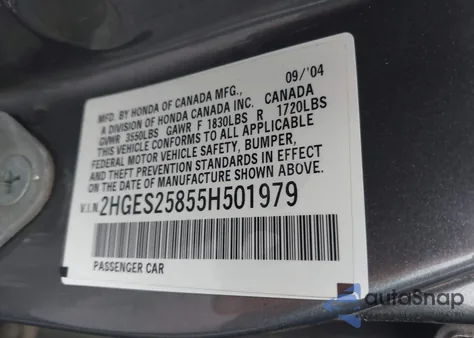 MFD. BY HONDA OF CANADA MFG., 09/'04
A DIVISION OF HONDA CANADA INC. CANADA
GVWR 3550LBS GAWR F 1830LBS R 1720LBS
THIS VEHICLE CONFORMS TO ALL APPLICABLE
FEDERAL MOTOR VEHICLE SAFETY, BUMPER,
AND THEFT PREVENTION STANDARDS IN EFFECT
ON THE DATE OF MANUFACTURE SHOWN ABOVE.
V.I.N. 2HGES25855H501979
PASSENGER CAR
autoSnap